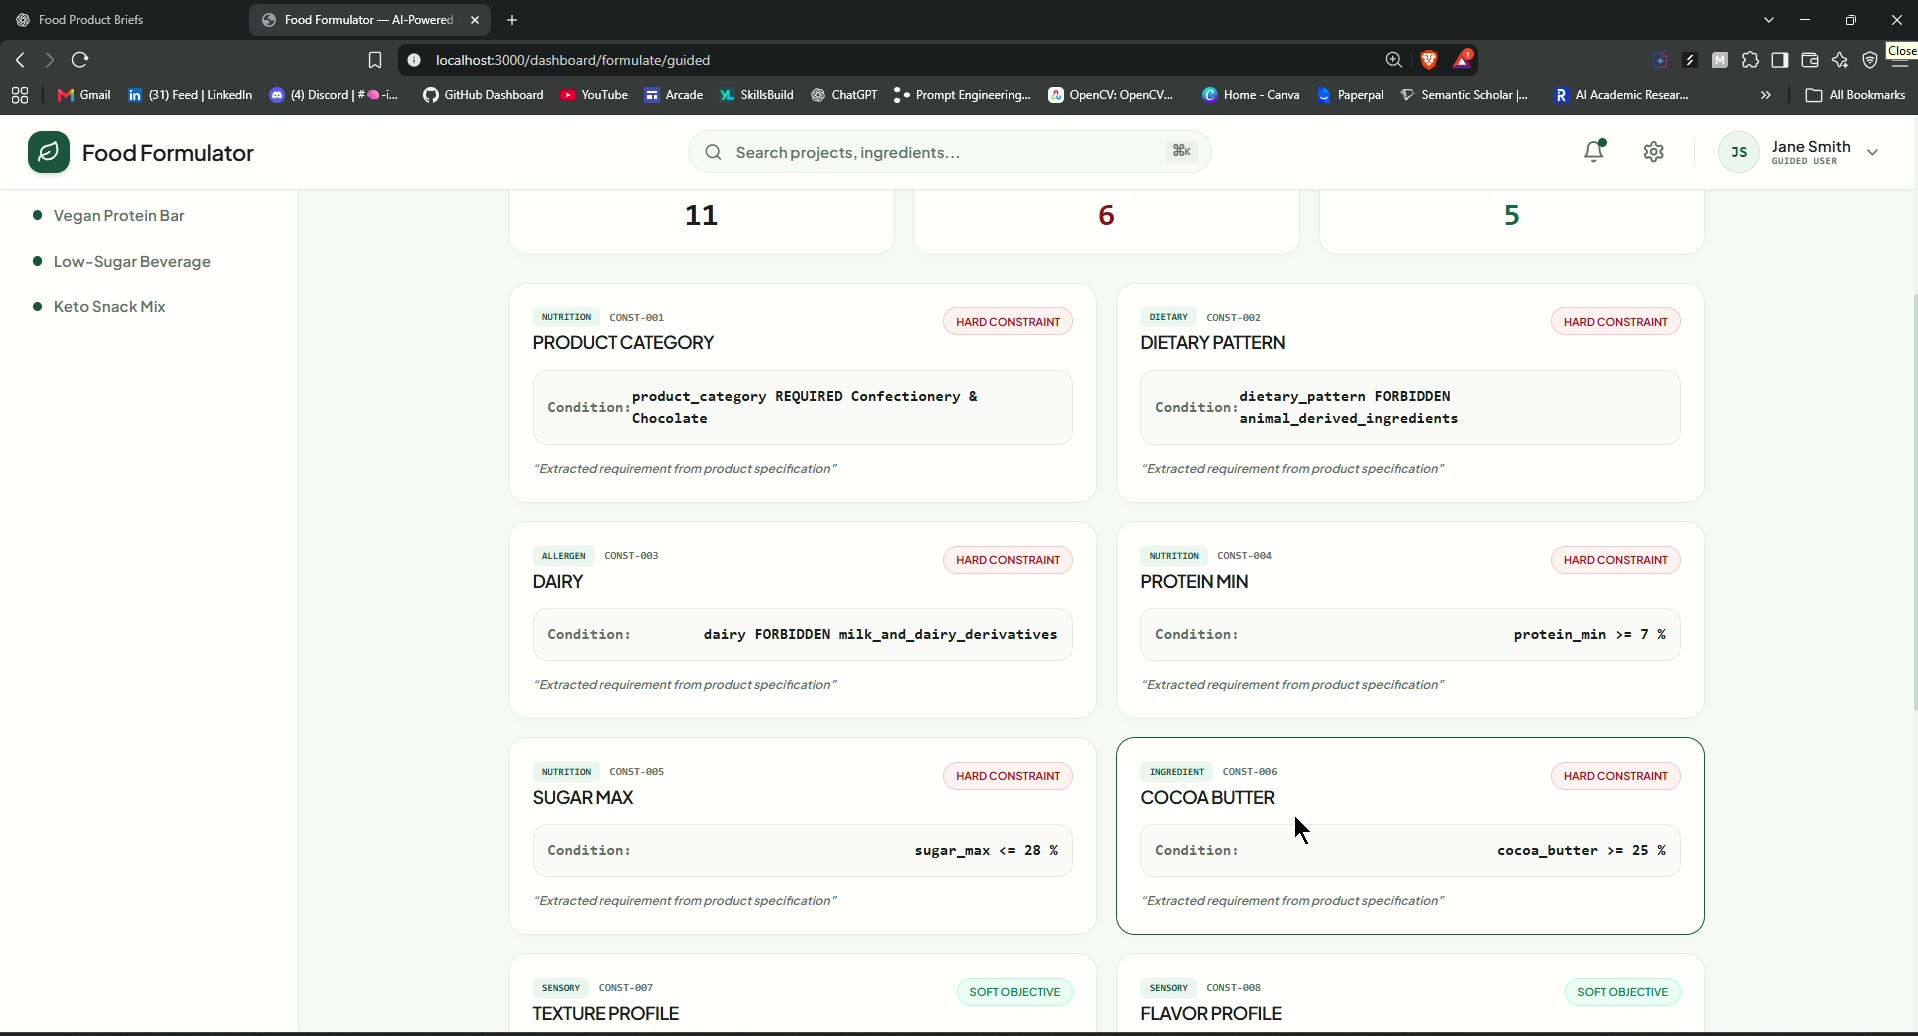 Food Product Briefs
Food Formulator — AI-Powered
Close
localhost:3000/dashboard/formulate/guided
1
M
Gmail
(31) Feed | LinkedIn
(4) Discord | #🧠-i...
GitHub Dashboard
YouTube
Arcade
SkillsBuild
ChatGPT
Prompt Engineering...
OpenCV: OpenCV...
Home - Canva
Paperpal
Semantic Scholar |...
AI Academic Resear...
All Bookmarks
Food Formulator
Search projects, ingredients...
⌘K
JS
Jane Smith
GUIDED USER
Vegan Protein Bar
Low-Sugar Beverage
Keto Snack Mix
11
6
5
NUTRITION CONST-001
HARD CONSTRAINT
PRODUCT CATEGORY
Condition: product_category REQUIRED Confectionery &
Chocolate
“Extracted requirement from product specification”
DIETARY CONST-002
HARD CONSTRAINT
DIETARY PATTERN
Condition: dietary_pattern FORBIDDEN
animal_derived_ingredients
“Extracted requirement from product specification”
ALLERGEN CONST-003
HARD CONSTRAINT
DAIRY
Condition: dairy FORBIDDEN milk_and_dairy_derivatives
“Extracted requirement from product specification”
NUTRITION CONST-004
HARD CONSTRAINT
PROTEIN MIN
Condition: protein_min >= 7 %
“Extracted requirement from product specification”
NUTRITION CONST-005
HARD CONSTRAINT
SUGAR MAX
Condition: sugar_max <= 28 %
“Extracted requirement from product specification”
INGREDIENT CONST-006
HARD CONSTRAINT
COCOA BUTTER
Condition: cocoa_butter >= 25 %
“Extracted requirement from product specification”
SENSORY CONST-007
SOFT OBJECTIVE
TEXTURE PROFILE
SENSORY CONST-008
SOFT OBJECTIVE
FLAVOR PROFILE